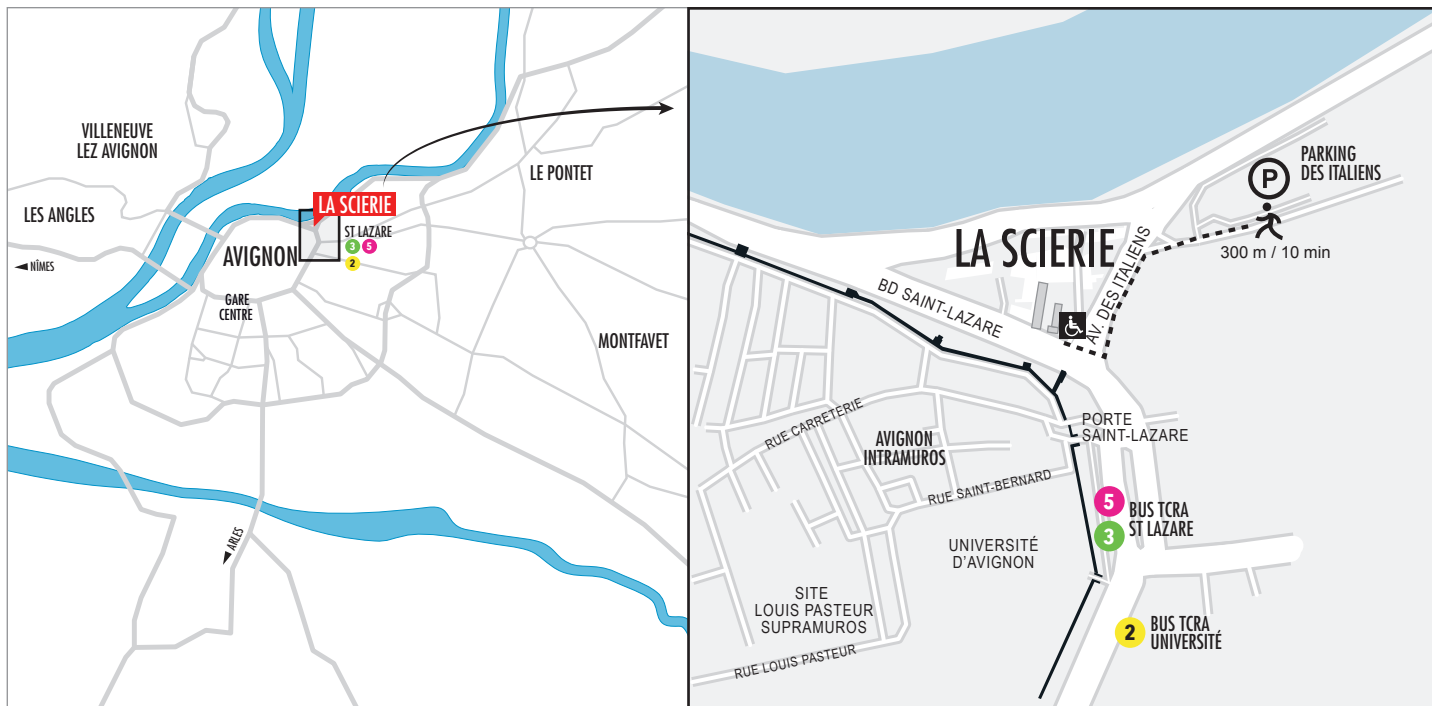 VILLENEUVE
LEZ AVIGNON
LES ANGLES
NÎMES
LE PONTET
LA SCIERIE
ST LAZARE
3
5
2
AVIGNON
GARE
CENTRE
MONTFAVET
ARLES
P
PARKING
DES ITALIENS
300 m / 10 min
LA SCIERIE
AV. DES ITALIENS
BD SAINT-LAZARE
PORTE
SAINT-LAZARE
RUE CARRETERIE
AVIGNON
INTRAMUROS
RUE SAINT-BERNARD
5
3
BUS TCRA
ST LAZARE
UNIVERSITÉ
D'AVIGNON
SITE
LOUIS PASTEUR
SUPRAMUROS
2
BUS TCRA
UNIVERSITÉ
RUE LOUIS PASTEUR